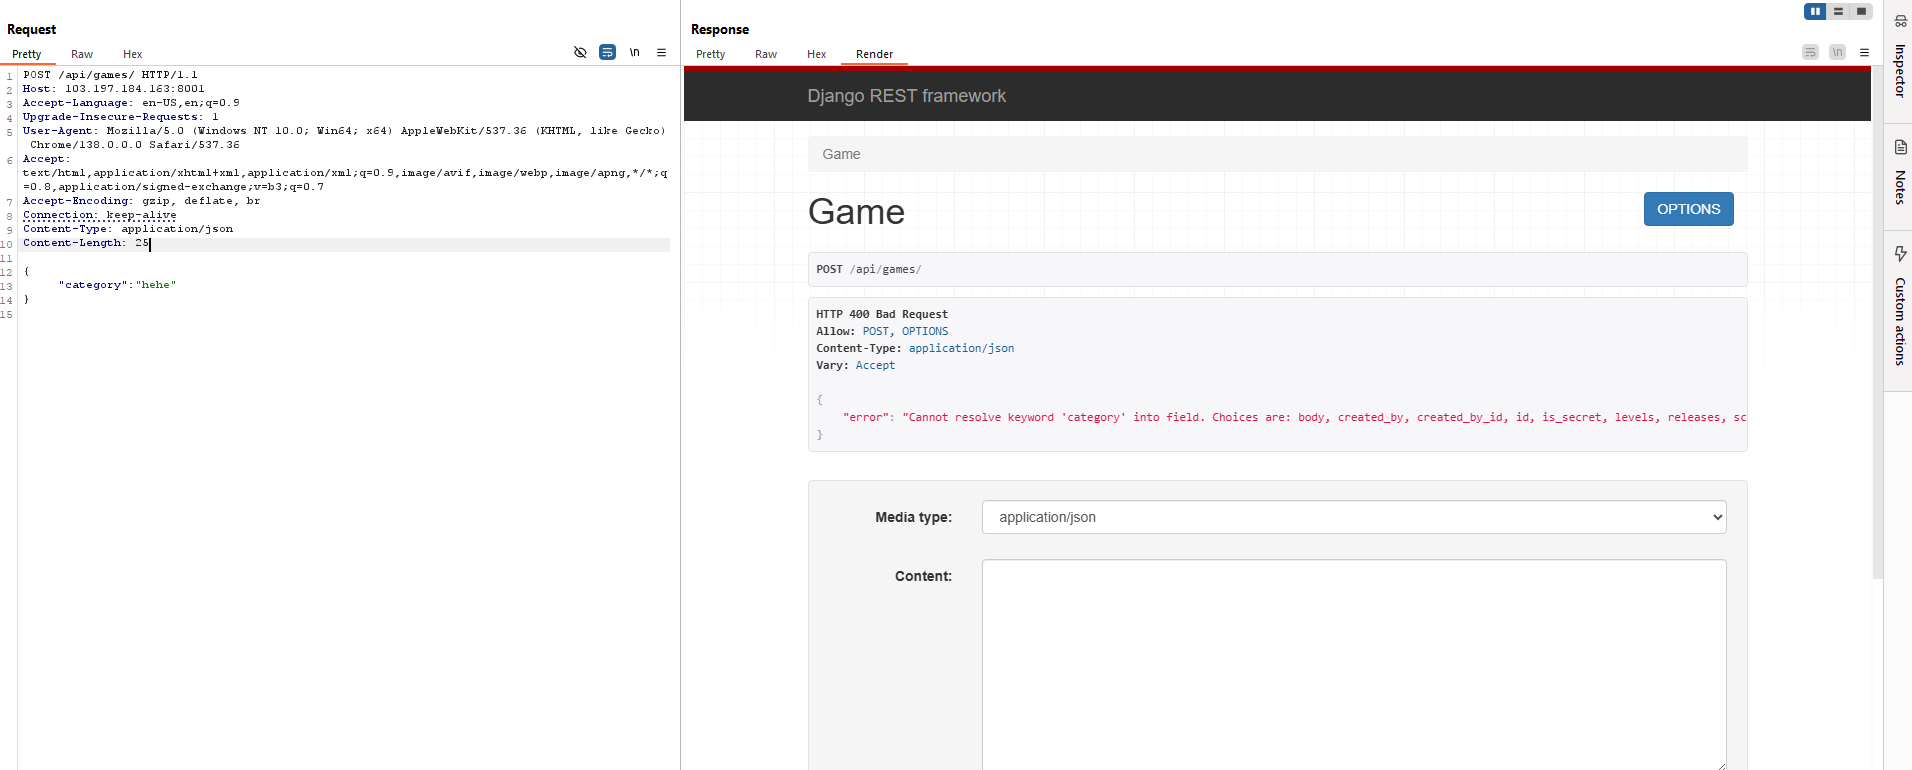 Request
Pretty Raw Hex
\n
1 POST /api/games/ HTTP/1.1
2 Host: 103.197.184.163:8001
3 Accept-Language: en-US,en;q=0.9
4 Upgrade-Insecure-Requests: 1
5 User-Agent: Mozilla/5.0 (Windows NT 10.0; Win64; x64) AppleWebKit/537.36 (KHTML, like Gecko)
Chrome/138.0.0.0 Safari/537.36
6 Accept:
text/html,application/xhtml+xml,application/xml;q=0.9,image/avif,image/webp,image/apng,*/*;q
=0.8,application/signed-exchange;v=b3;q=0.7
7 Accept-Encoding: gzip, deflate, br
8 Connection: keep-alive
9 Content-Type: application/json
10 Content-Length: 25
11
12 {
13 "category":"hehe"
14 }
15
Response
Pretty Raw Hex Render
\n
Django REST framework
Game
Game
OPTIONS
POST /api/games/
HTTP 400 Bad Request
Allow: POST, OPTIONS
Content-Type: application/json
Vary: Accept
{
"error": "Cannot resolve keyword 'category' into field. Choices are: body, created_by, created_by_id, id, is_secret, levels, releases, sc
}
Media type: application/json
Content:
Inspector
Notes
Custom actions